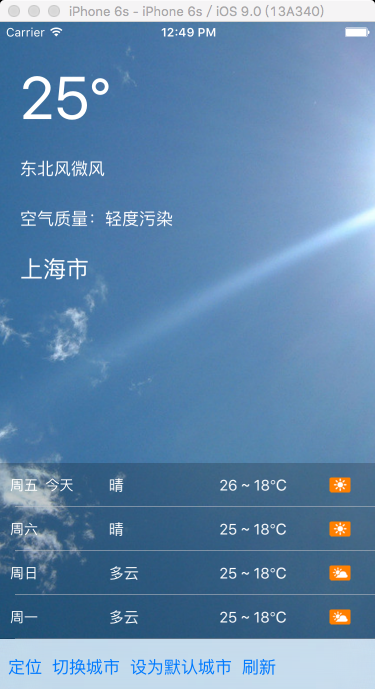 iPhone 6s - iPhone 6s / iOS 9.0 (13A340)
Carrier 12:49 PM
25°
东北风微风
空气质量：轻度污染
上海市
周五 今天 晴 26 ~ 18℃
周六 晴 25 ~ 18℃
周日 多云 25 ~ 18℃
周一 多云 25 ~ 18℃
定位 切换城市 设为默认城市 刷新